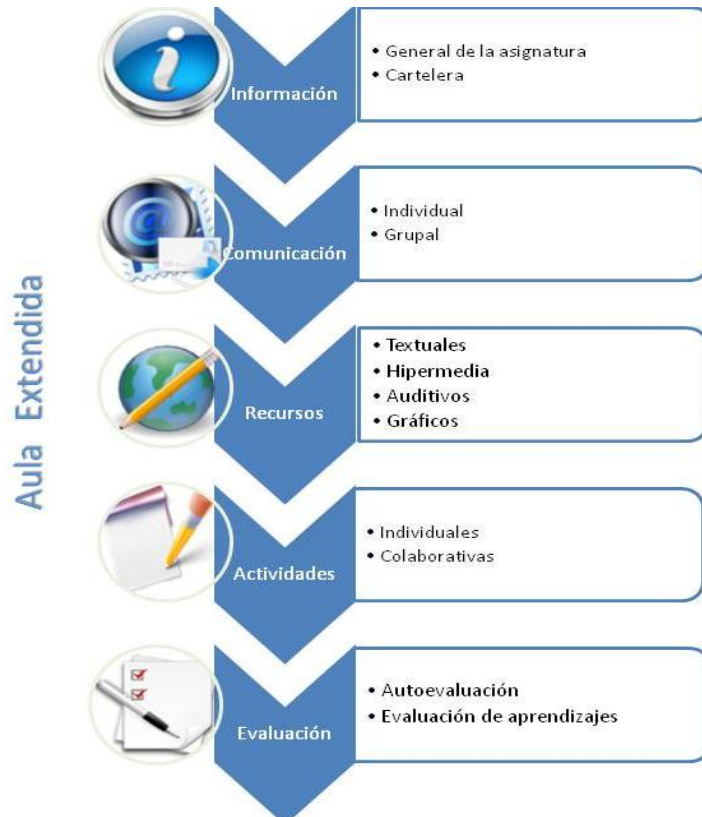 Aula Extendida
Información
• General de la asignatura
• Cartelera
Comunicación
• Individual
• Grupal
Recursos
• Textuales
• Hipermedia
• Auditivos
• Gráficos
Actividades
• Individuales
• Colaborativas
Evaluación
• Autoevaluación
• Evaluación de aprendizajes